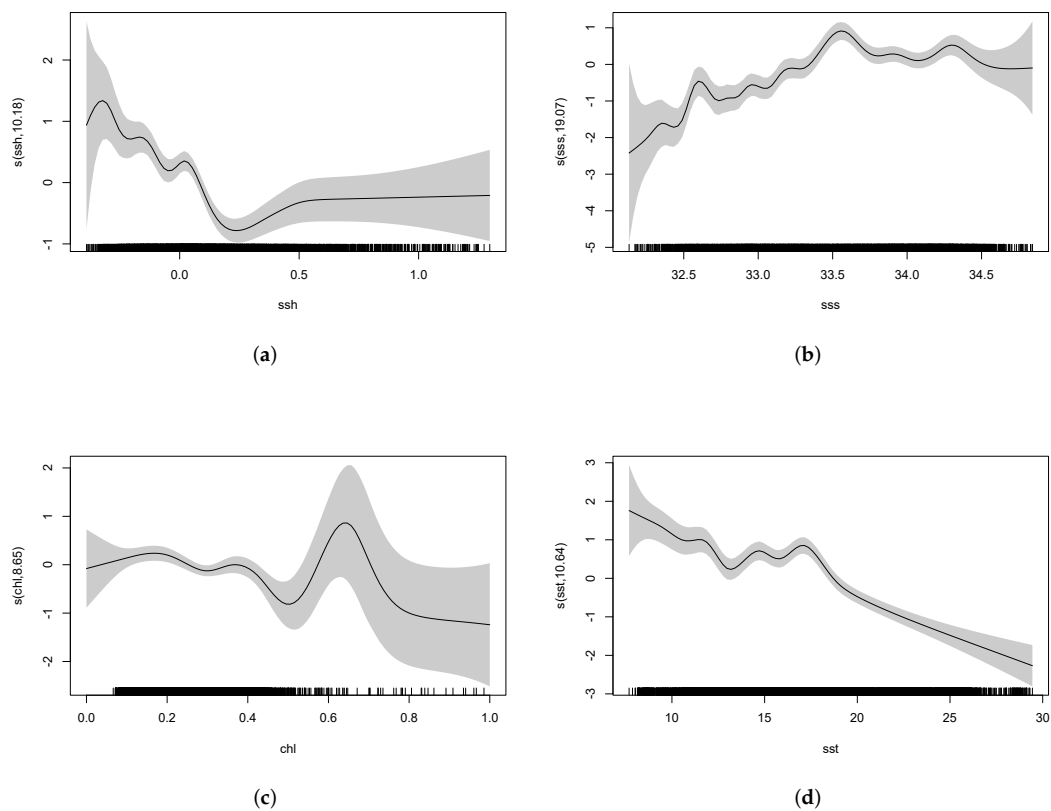 2
1
0
-1
s(ssh,10.18)
0.0 0.5 1.0
ssh
(a)
1
0
-1
-2
-3
-4
-5
s(sss,19.07)
32.5 33.0 33.5 34.0 34.5
sss
(b)
2
1
0
-1
-2
s(chl,8.65)
0.0 0.2 0.4 0.6 0.8 1.0
chl
(c)
3
2
1
0
-1
-2
-3
s(sst,10.64)
10 15 20 25 30
sst
(d)